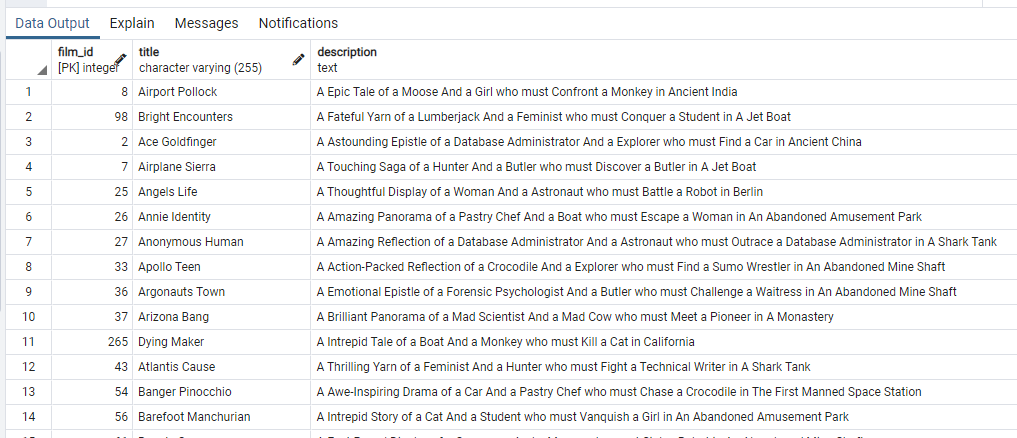 Data Output Explain Messages Notifications
film_id title description
[PK] integer character varying (255) text
1 8 Airport Pollock A Epic Tale of a Moose And a Girl who must Confront a Monkey in Ancient India
2 98 Bright Encounters A Fateful Yarn of a Lumberjack And a Feminist who must Conquer a Student in A Jet Boat
3 2 Ace Goldfinger A Astounding Epistle of a Database Administrator And a Explorer who must Find a Car in Ancient China
4 7 Airplane Sierra A Touching Saga of a Hunter And a Butler who must Discover a Butler in A Jet Boat
5 25 Angels Life A Thoughtful Display of a Woman And a Astronaut who must Battle a Robot in Berlin
6 26 Annie Identity A Amazing Panorama of a Pastry Chef And a Boat who must Escape a Woman in An Abandoned Amusement Park
7 27 Anonymous Human A Amazing Reflection of a Database Administrator And a Astronaut who must Outrace a Database Administrator in A Shark Tank
8 33 Apollo Teen A Action-Packed Reflection of a Crocodile And a Explorer who must Find a Sumo Wrestler in An Abandoned Mine Shaft
9 36 Argonauts Town A Emotional Epistle of a Forensic Psychologist And a Butler who must Challenge a Waitress in An Abandoned Mine Shaft
10 37 Arizona Bang A Brilliant Panorama of a Mad Scientist And a Mad Cow who must Meet a Pioneer in A Monastery
11 265 Dying Maker A Intrepid Tale of a Boat And a Monkey who must Kill a Cat in California
12 43 Atlantis Cause A Thrilling Yarn of a Feminist And a Hunter who must Fight a Technical Writer in A Shark Tank
13 54 Banger Pinocchio A Awe-Inspiring Drama of a Car And a Pastry Chef who must Chase a Crocodile in The First Manned Space Station
14 56 Barefoot Manchurian A Intrepid Story of a Cat And a Student who must Vanquish a Girl in An Abandoned Amusement Park